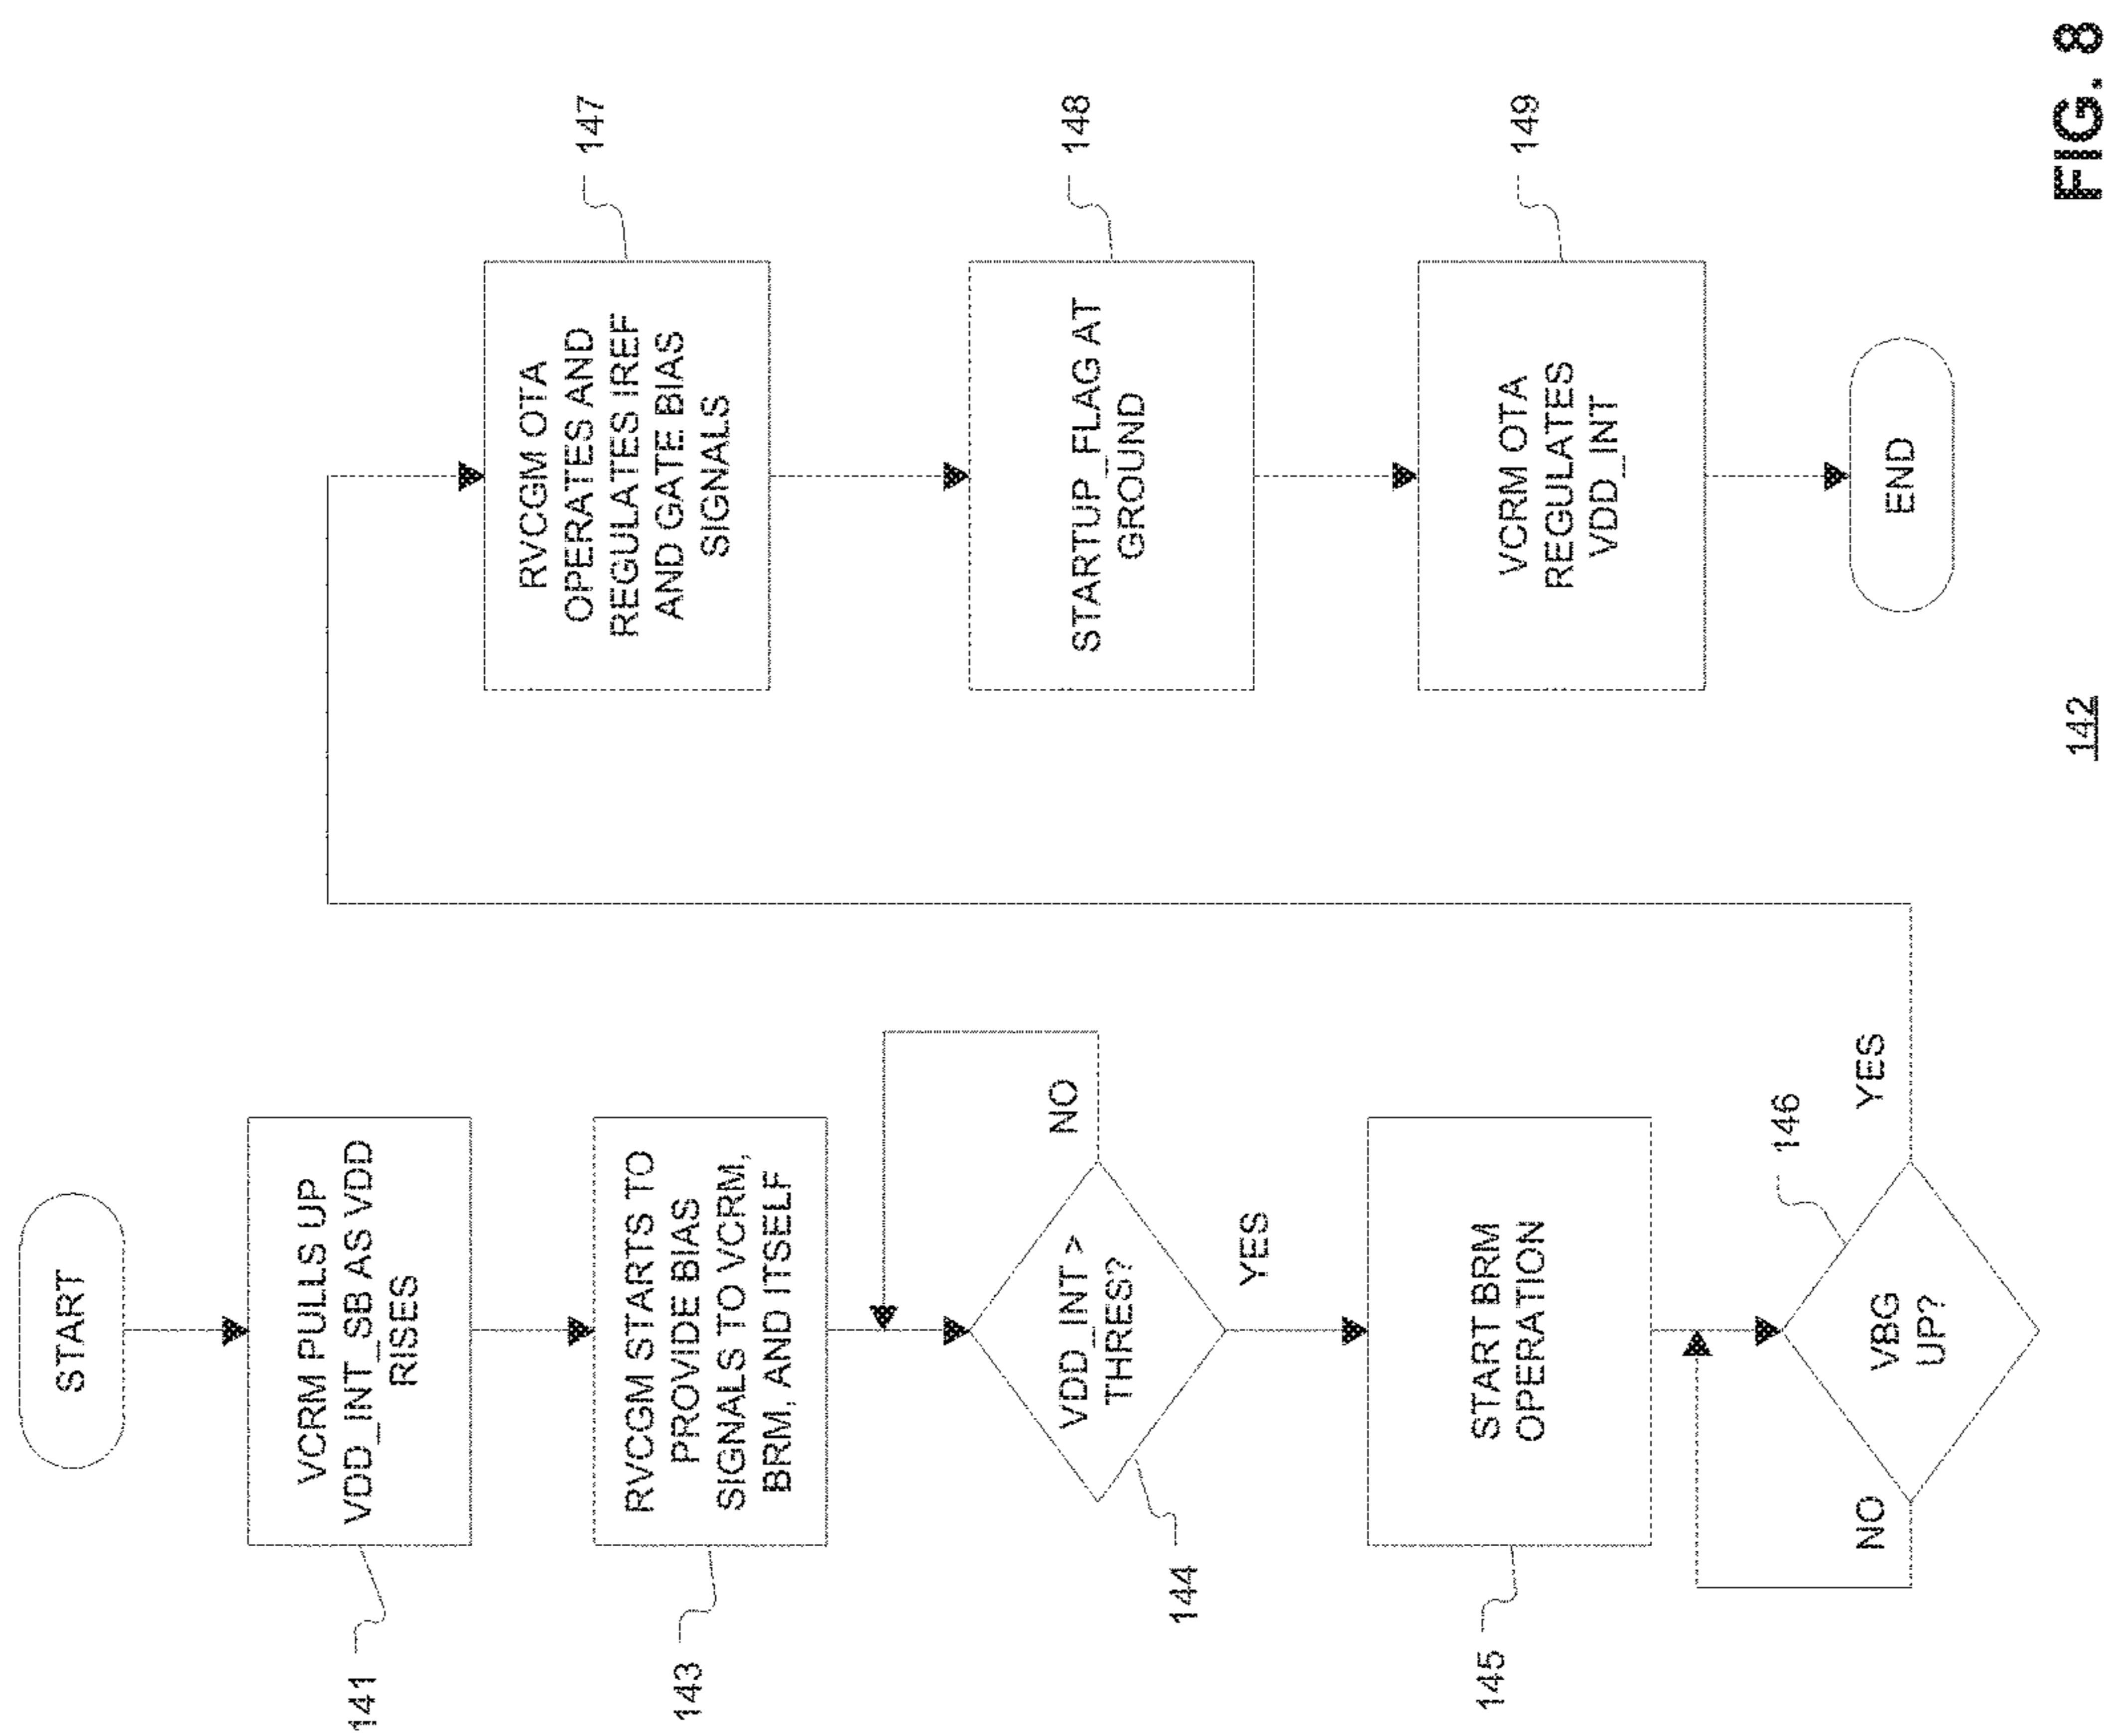 START
VCRM PULLS UP
VDD_INT_SB AS VDD
RISES
141
RVCGM STARTS TO
PROVIDE BIAS
SIGNALS TO VCRM,
BRM, AND ITSELF
143
VDD_INT >
THRES?
144
NO
YES
START BRM
OPERATION
145
VBG
UP?
146
NO
YES
RVCGM OTA
OPERATES AND
REGULATES IREF
AND GATE BIAS
SIGNALS
147
STARTUP_FLAG AT
GROUND
148
VCRM OTA
REGULATES
VDD_INT
149
END
142
FIG. 8